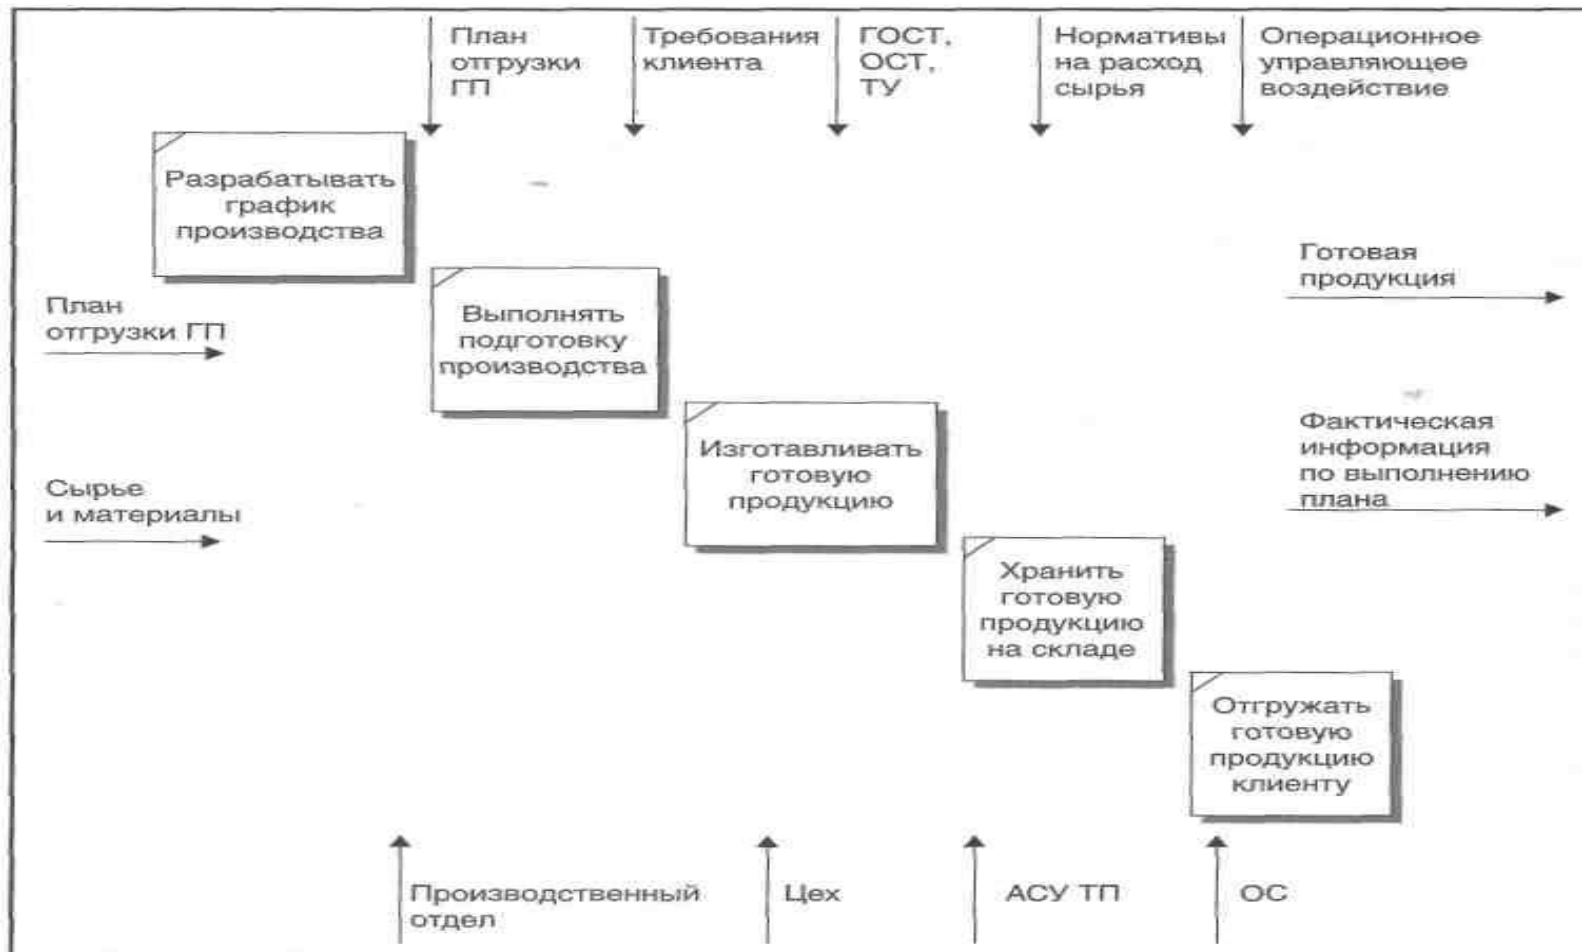 План
отгрузки
ГП
Требования
клиента
ГОСТ,
ОСТ,
ТУ
Нормативы
на расход
сырья
Операционное
управляющее
воздействие
Разрабатывать
график
производства
План
отгрузки ГП
Выполнять
подготовку
производства
Готовая
продукция
Сырье
и материалы
Изготавливать
готовую
продукцию
Фактическая
информация
по выполнению
плана
Хранить
готовую
продукцию
на складе
Отгружать
готовую
продукцию
клиенту
Производственный
отдел
Цех
АСУ ТП
ОС